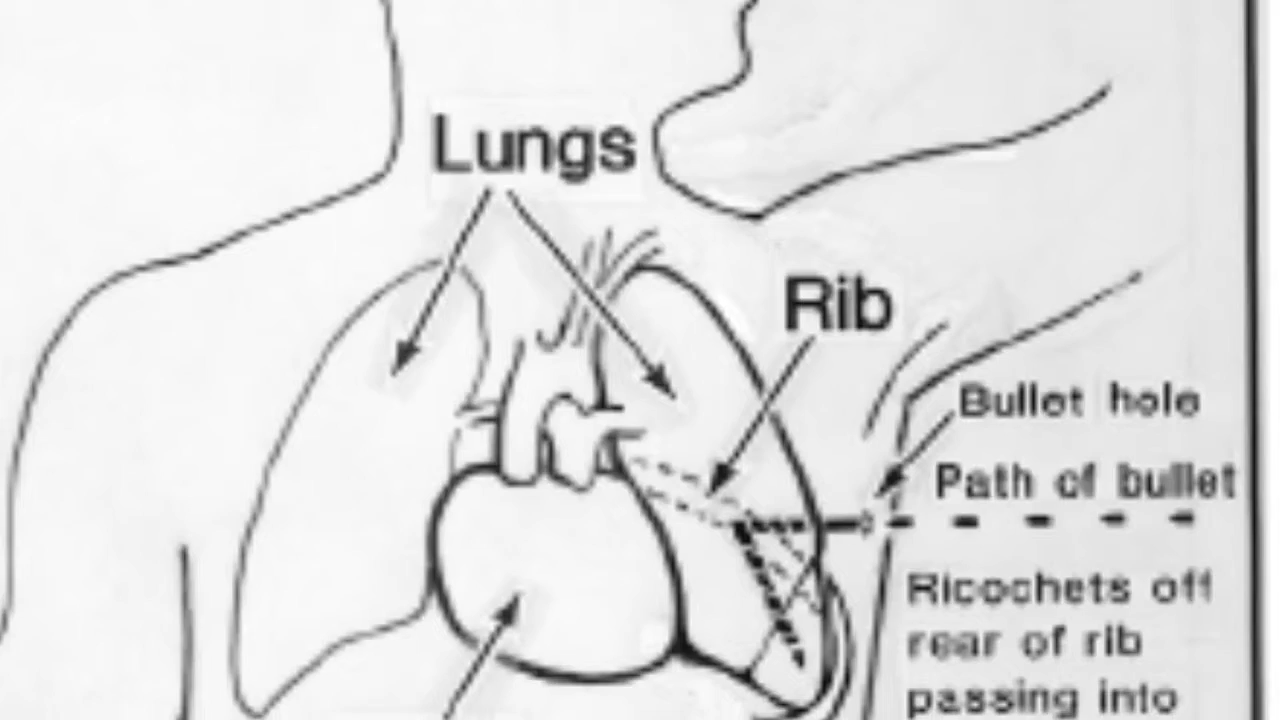 Lungs
Rib
Bullet hole
Path of bullet
Ricochets off
rear of rib
passing into